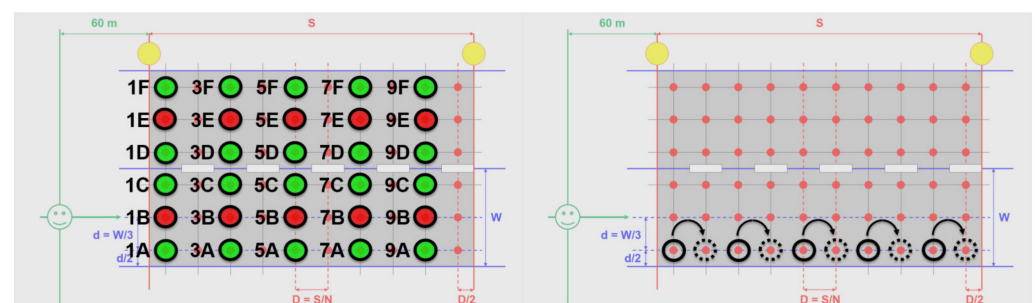 60 m
S
1F 3F 5F 7F 9F
1E 3E 5E 7E 9E
1D 3D 5D 7D 9D
1C 3C 5C 7C 9C
1B 3B 5B 7B 9B
W
d = W/3
1A 3A 5A 7A 9A
d/2
D = S/N
D/2
60 m
S
W
d = W/3
d/2
D = S/N
D/2